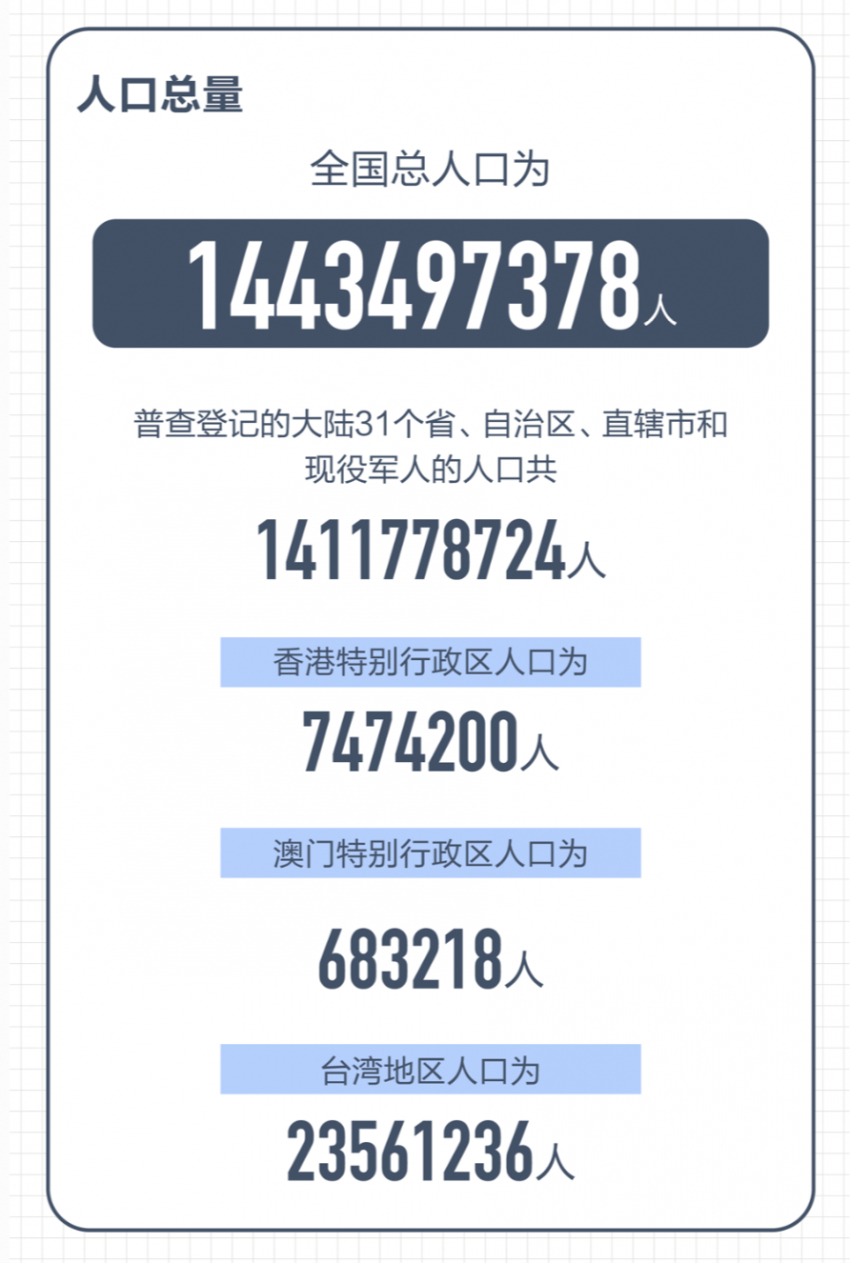 人口总量
全国总人口为
1443497378人
普查登记的大陆31个省、自治区、直辖市和
现役军人的人口共
1411778724人
香港特别行政区人口为
7474200人
澳门特别行政区人口为
683218人
台湾地区人口为
23561236人